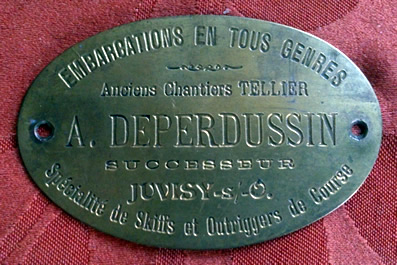 EMBARCATIONS EN TOUS GENRES
Anciens Chantiers TELLIER
A. DEPERDUSSIN
SUCCESSEUR
JUVISY-s/-O.
Spécialité de Skiffs et Outriggers de Course